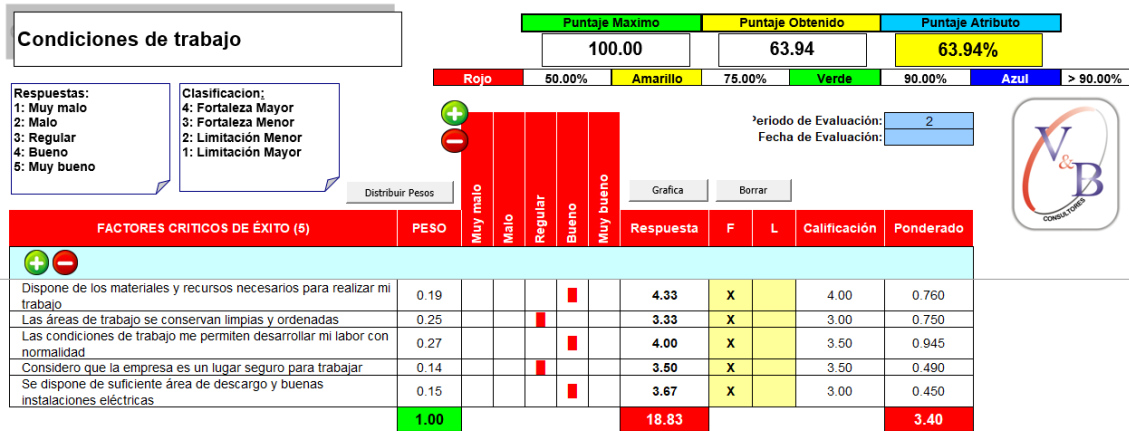 Condiciones de trabajo
Puntaje Maximo Puntaje Obtenido Puntaje Atributo
100.00 63.94 63.94%
Rojo 50.00% Amarillo 75.00% Verde 90.00% Azul > 90.00%
Respuestas:
1: Muy malo
2: Malo
3: Regular
4: Bueno
5: Muy bueno
Clasificacion:
4: Fortaleza Mayor
3: Fortaleza Menor
2: Limitación Menor
1: Limitación Mayor
Periodo de Evaluación: 2
Fecha de Evaluación:
Distribuir Pesos
Grafica Borrar
V&B
CONSULTORES
FACTORES CRITICOS DE ÉXITO (5) PESO Muy malo Malo Regular Bueno Muy bueno Respuesta F L Calificación Ponderado
Dispone de los materiales y recursos necesarios para realizar mi
trabajo 0.19 4.33 X 4.00 0.760
Las áreas de trabajo se conservan limpias y ordenadas 0.25 3.33 X 3.00 0.750
Las condiciones de trabajo me permiten desarrollar mi labor con
normalidad 0.27 4.00 X 3.50 0.945
Considero que la empresa es un lugar seguro para trabajar 0.14 3.50 X 3.50 0.490
Se dispone de suficiente área de descargo y buenas
instalaciones eléctricas 0.15 3.67 X 3.00 0.450
1.00 18.83 3.40